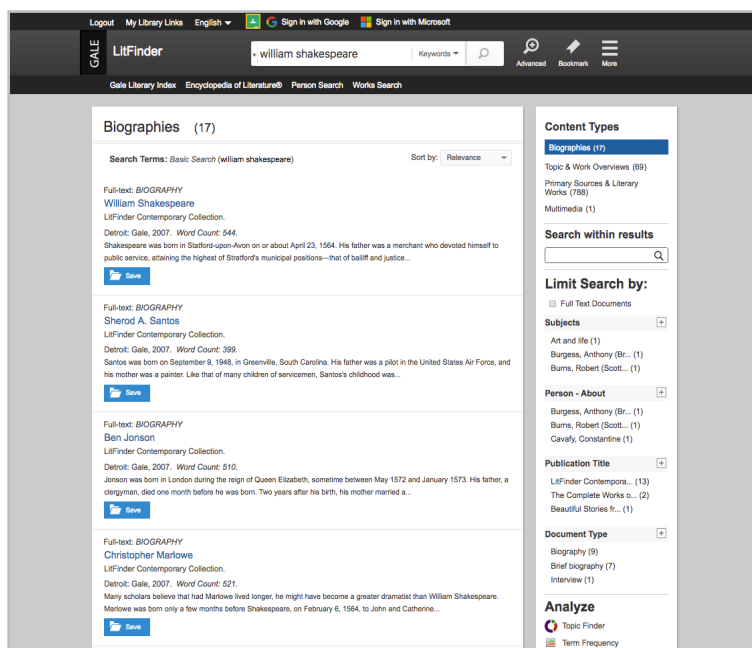 Logout My Library Links English Sign in with Google Sign in with Microsoft
GALE
LitFinder
william shakespeare
Keywords
Advanced Bookmark More
Gale Literary Index Encyclopedia of Literature® Person Search Works Search
Biographies (17)
Search Terms: Basic Search (william shakespeare)
Sort by: Relevance
Full-text: BIOGRAPHY
William Shakespeare
LitFinder Contemporary Collection.
Detroit: Gale, 2007. Word Count: 544.
Shakespeare was born in Statford-upon-Avon on or about April 23, 1564. His father was a merchant who devoted himself to
public service, attaining the highest of Stratford's municipal positions—that of bailiff and justice...
Save
Full-text: BIOGRAPHY
Sherod A. Santos
LitFinder Contemporary Collection.
Detroit: Gale, 2007. Word Count: 399.
Santos was born on September 9, 1948, in Greenville, South Carolina. His father was a pilot in the United States Air Force, and
his mother was a painter. Like that of many children of servicemen, Santos's childhood was...
Save
Full-text: BIOGRAPHY
Ben Jonson
LitFinder Contemporary Collection.
Detroit: Gale, 2007. Word Count: 510.
Jonson was born in London during the reign of Queen Elizabeth, sometime between May 1572 and January 1573. His father, a
clergyman, died one month before he was born. Two years after his birth, his mother married a...
Save
Full-text: BIOGRAPHY
Christopher Marlowe
LitFinder Contemporary Collection.
Detroit: Gale, 2007. Word Count: 521.
Many scholars believe that had Marlowe lived longer, he might have become a greater dramatist than William Shakespeare.
Marlowe was born only a few months before Shakespeare, on February 6, 1564, to John and Catherine...
Save
Content Types
Biographies (17)
Topic & Work Overviews (69)
Primary Sources & Literary
Works (788)
Multimedia (1)
Search within results
Limit Search by:
Full Text Documents
Subjects
Art and life (1)
Burgess, Anthony (Br... (1)
Burns, Robert (Scott... (1)
Person - About
Burgess, Anthony (Br... (1)
Burns, Robert (Scott... (1)
Cavafy, Constantine (1)
Publication Title
LitFinder Contempora... (13)
The Complete Works o... (2)
Beautiful Stories fr... (1)
Document Type
Biography (9)
Brief biography (7)
Interview (1)
Analyze
Topic Finder
Term Frequency